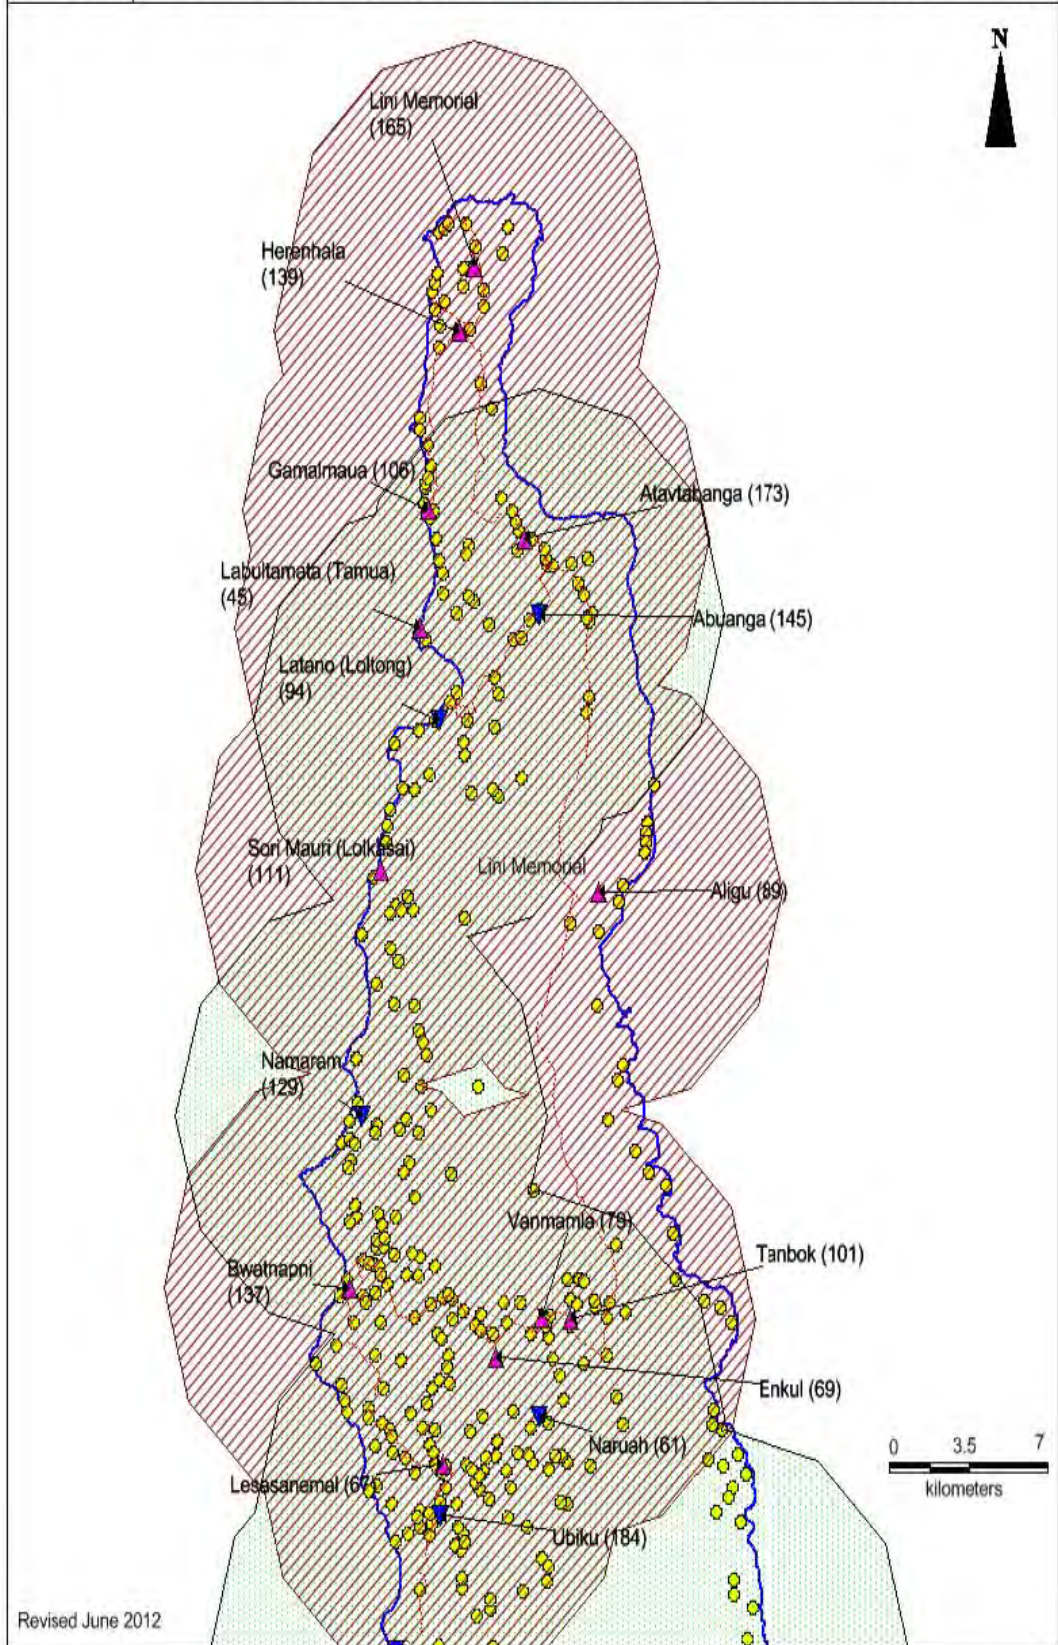 N
Lini Memorial
(165)
Herenhala
(139)
Gamalmaua (106)
Atavtabanga (173)
Labultamata (Tamua)
(45)
Abuanga (145)
Latano (Loltong)
(94)
Sori Mauri (Lolkasai)
(111)
Lini Memorial
Aligu (89)
Namaram
(129)
Vanmamla (79)
Tanbok (101)
Bwatnapni
(137)
Enkul (69)
Naruah (61)
0 3.5 7
kilometers
Lesasanemal (67)
Ubiku (184)
Revised June 2012